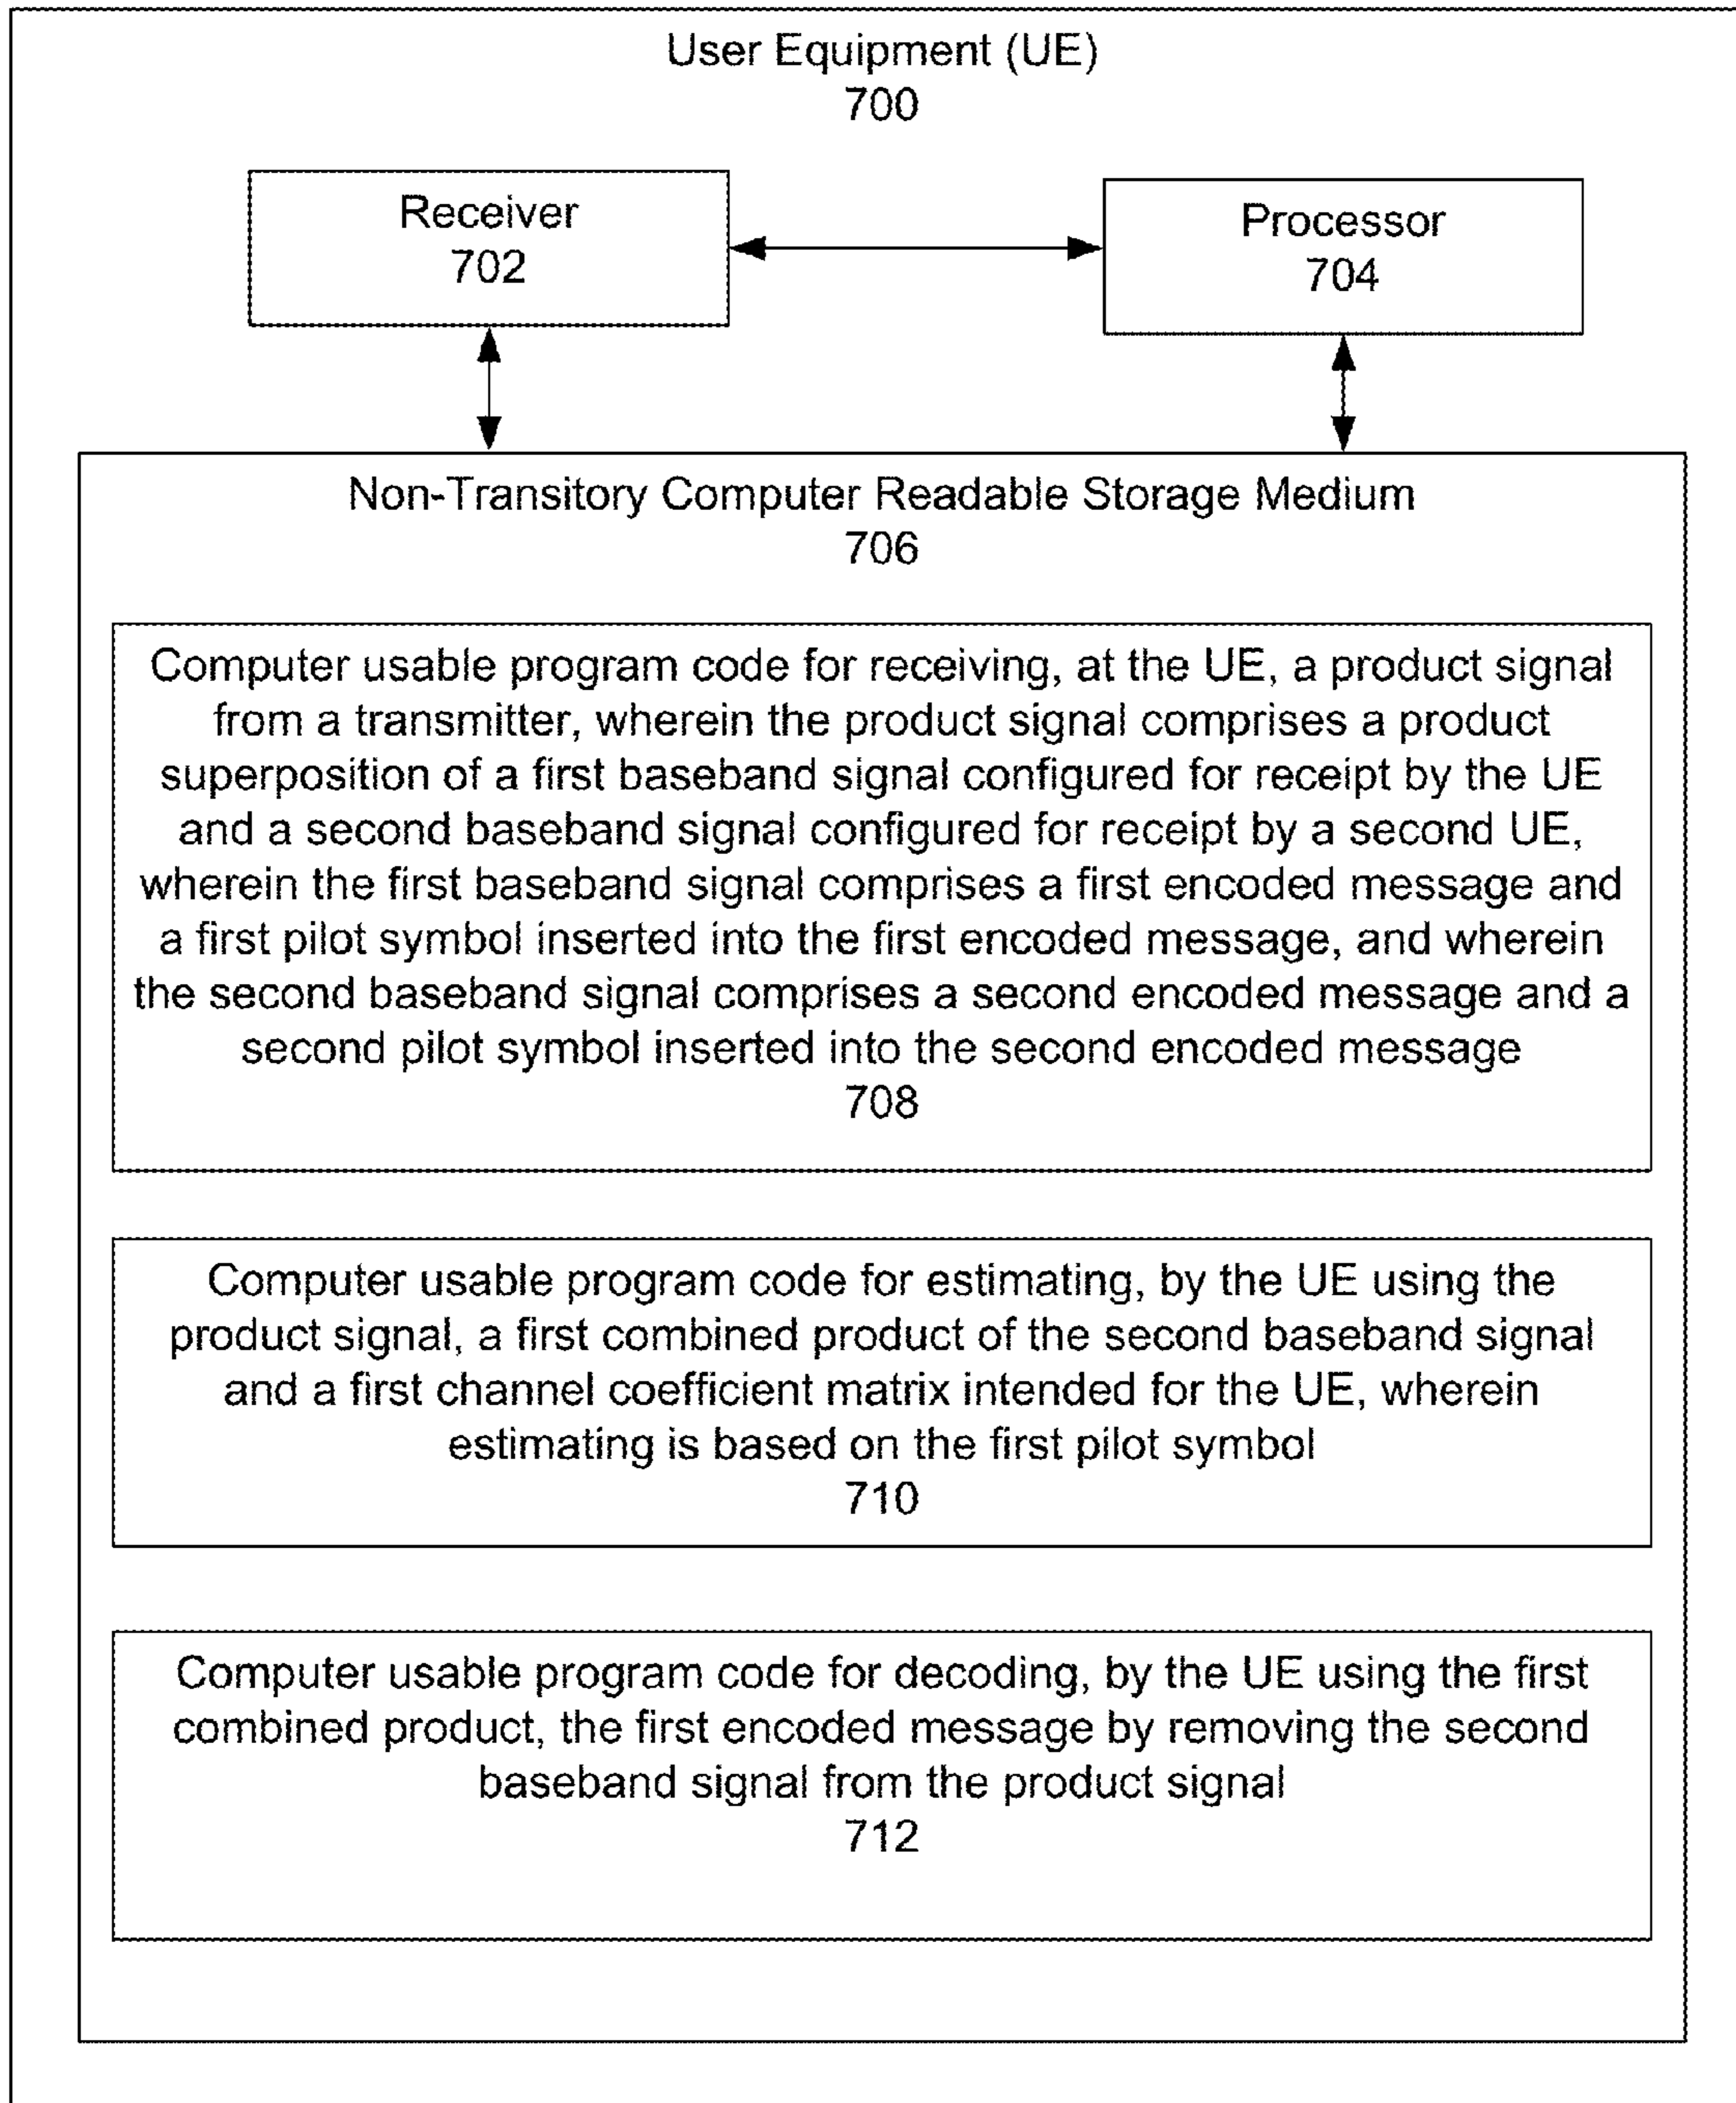 User Equipment (UE)
700
Receiver
702
Processor
704
Non-Transitory Computer Readable Storage Medium
706
Computer usable program code for receiving, at the UE, a product signal
from a transmitter, wherein the product signal comprises a product
superposition of a first baseband signal configured for receipt by the UE
and a second baseband signal configured for receipt by a second UE,
wherein the first baseband signal comprises a first encoded message and
a first pilot symbol inserted into the first encoded message, and wherein
the second baseband signal comprises a second encoded message and a
second pilot symbol inserted into the second encoded message
708
Computer usable program code for estimating, by the UE using the
product signal, a first combined product of the second baseband signal
and a first channel coefficient matrix intended for the UE, wherein
estimating is based on the first pilot symbol
710
Computer usable program code for decoding, by the UE using the first
combined product, the first encoded message by removing the second
baseband signal from the product signal
712